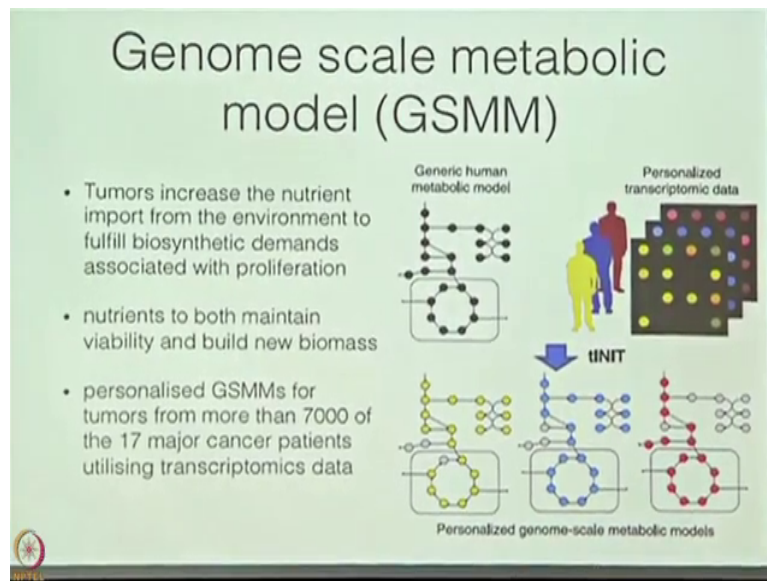 Genome scale metabolic
model (GSMM)
• Tumors increase the nutrient
import from the environment to
fulfill biosynthetic demands
associated with proliferation
• nutrients to both maintain
viability and build new biomass
• personalised GSMMs for
tumors from more than 7000 of
the 17 major cancer patients
utilising transcriptomics data
Generic human
metabolic model
Personalized
transcriptomic data
tINIT
Personalized genome-scale metabolic models
NPTEL